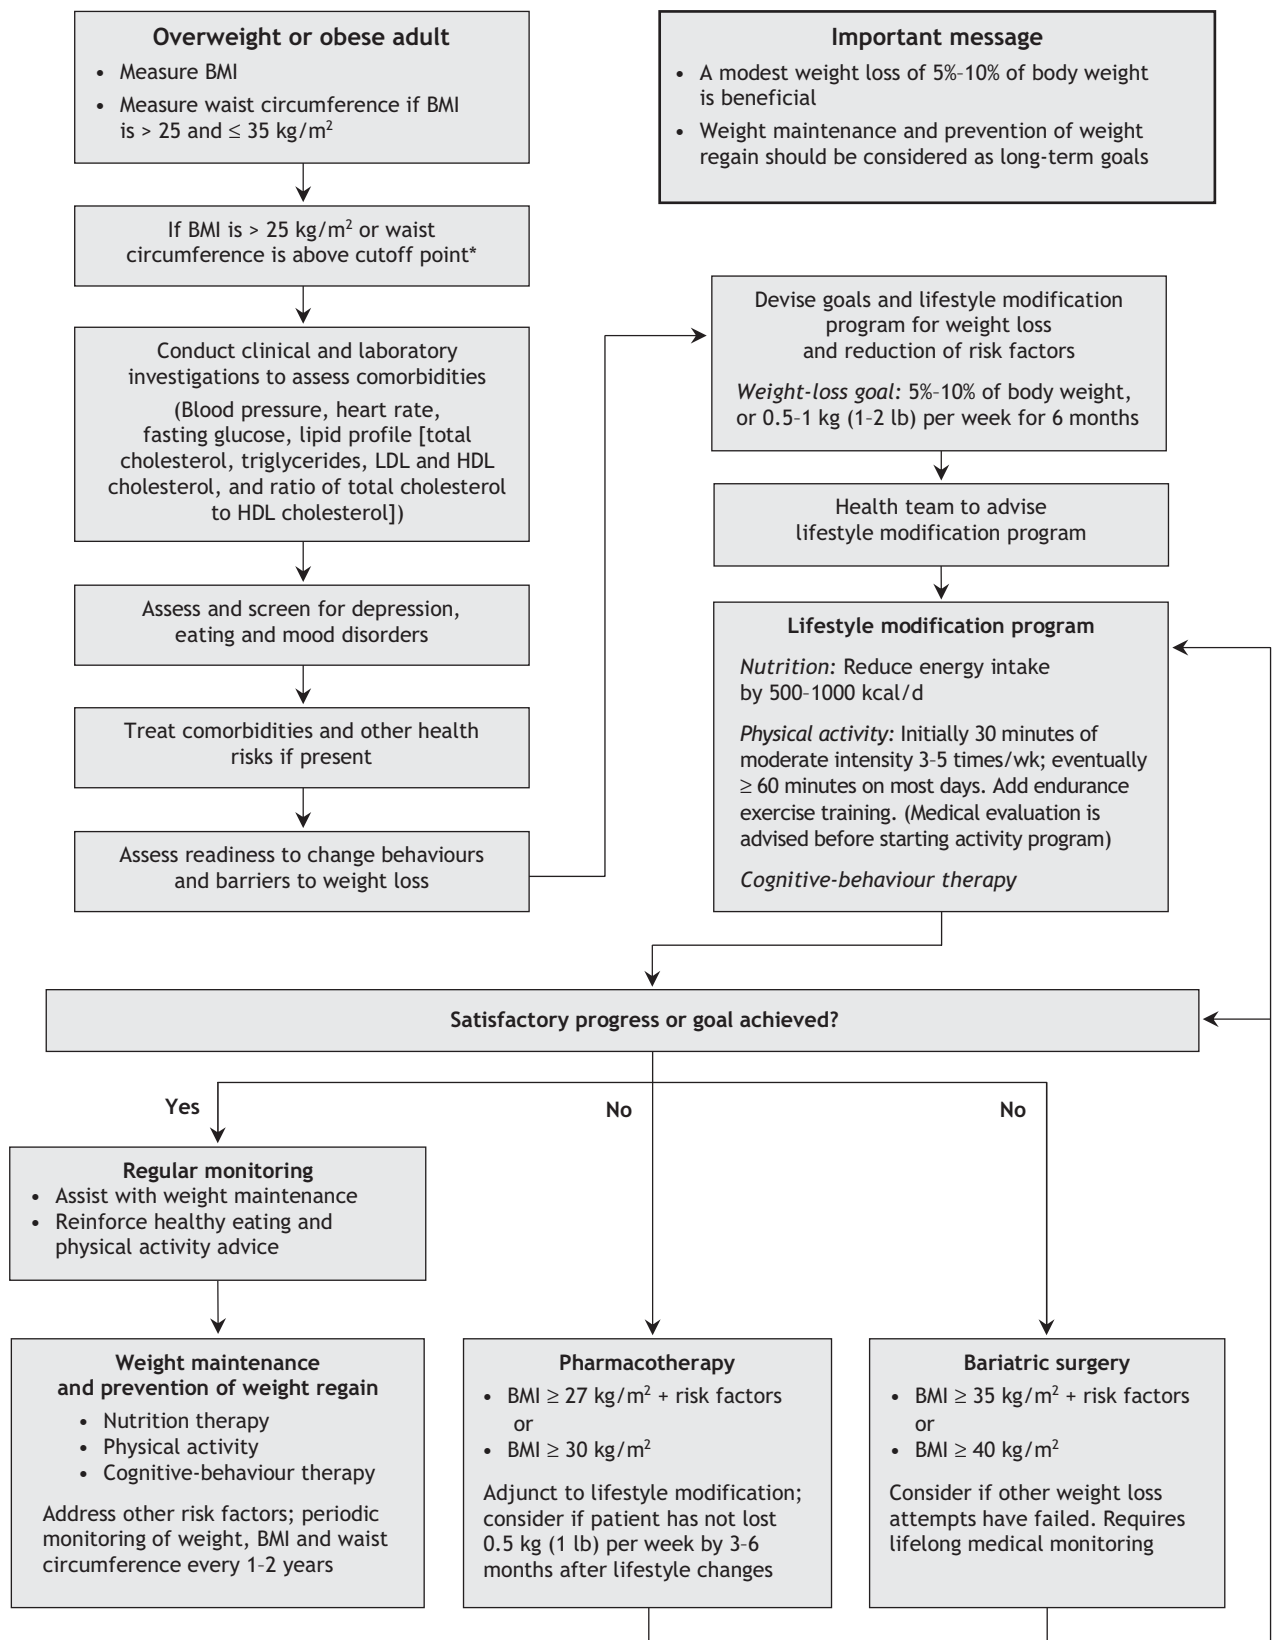 Overweight or obese adult
• Measure BMI
• Measure waist circumference if BMI
is > 25 and ≤ 35 kg/m²
If BMI is > 25 kg/m² or waist
circumference is above cutoff point*
Conduct clinical and laboratory
investigations to assess comorbidities
(Blood pressure, heart rate,
fasting glucose, lipid profile [total
cholesterol, triglycerides, LDL and HDL
cholesterol, and ratio of total cholesterol
to HDL cholesterol])
Assess and screen for depression,
eating and mood disorders
Treat comorbidities and other health
risks if present
Assess readiness to change behaviours
and barriers to weight loss
Important message
• A modest weight loss of 5%–10% of body weight
is beneficial
• Weight maintenance and prevention of weight
regain should be considered as long-term goals
Devise goals and lifestyle modification
program for weight loss
and reduction of risk factors
Weight-loss goal: 5%–10% of body weight,
or 0.5–1 kg (1–2 lb) per week for 6 months
Health team to advise
lifestyle modification program
Lifestyle modification program
Nutrition: Reduce energy intake
by 500–1000 kcal/d
Physical activity: Initially 30 minutes of
moderate intensity 3–5 times/wk; eventually
≥ 60 minutes on most days. Add endurance
exercise training. (Medical evaluation is
advised before starting activity program)
Cognitive-behaviour therapy
Satisfactory progress or goal achieved?
Yes
No
No
Regular monitoring
• Assist with weight maintenance
• Reinforce healthy eating and
physical activity advice
Weight maintenance
and prevention of weight regain
• Nutrition therapy
• Physical activity
• Cognitive-behaviour therapy
Address other risk factors; periodic
monitoring of weight, BMI and waist
circumference every 1–2 years
Pharmacotherapy
• BMI ≥ 27 kg/m² + risk factors
or
• BMI ≥ 30 kg/m²
Adjunct to lifestyle modification;
consider if patient has not lost
0.5 kg (1 lb) per week by 3–6
months after lifestyle changes
Bariatric surgery
• BMI ≥ 35 kg/m² + risk factors
or
• BMI ≥ 40 kg/m²
Consider if other weight loss
attempts have failed. Requires
lifelong medical monitoring